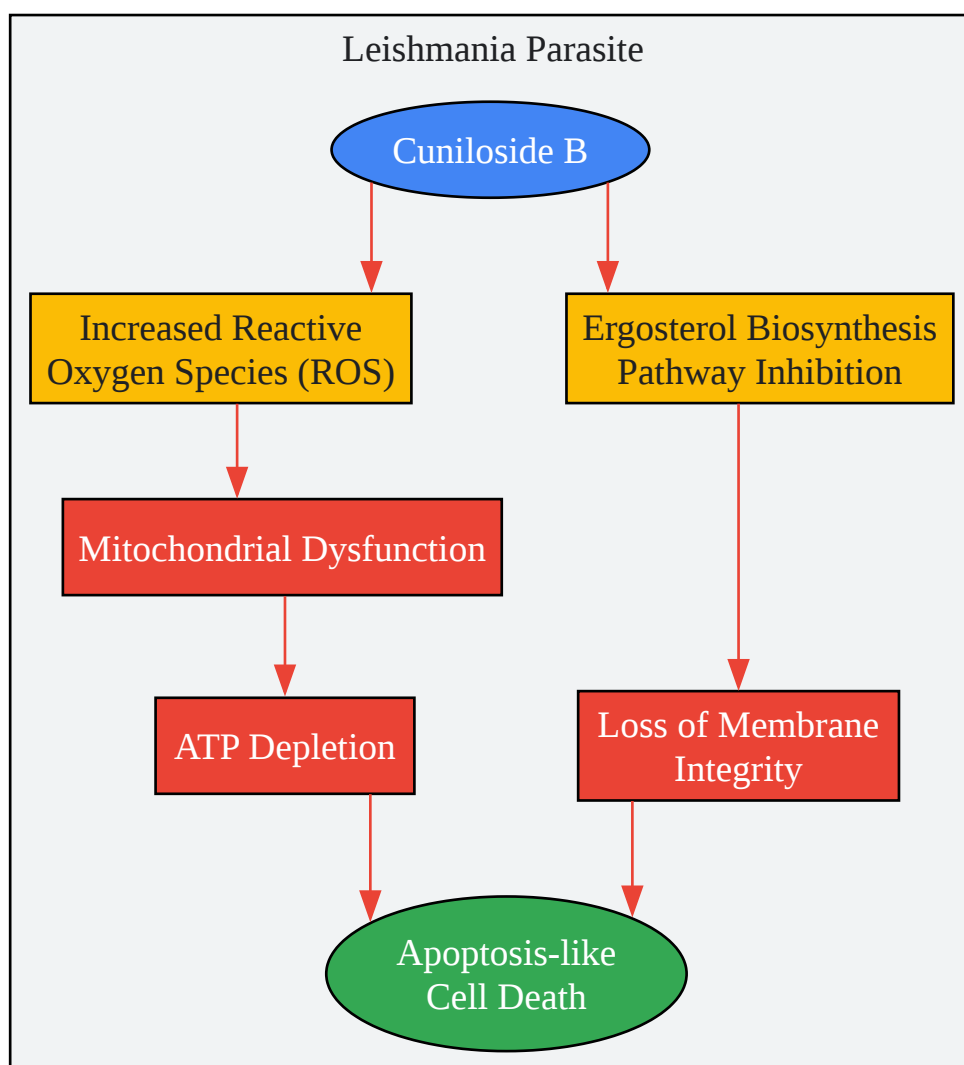 Leishmania Parasite
Cuniloside B
Increased Reactive
Oxygen Species (ROS)
Ergosterol Biosynthesis
Pathway Inhibition
Mitochondrial Dysfunction
ATP Depletion
Loss of Membrane
Integrity
Apoptosis-like
Cell Death